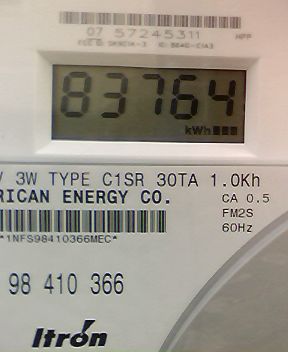 07 57245311
83764
kWh
V 3W TYPE C1SR 30TA 1.0Kh
RICAN ENERGY CO.
CA 0.5
FM2S
60Hz
*1NFS98410366MEC*
98 410 366
Itrón